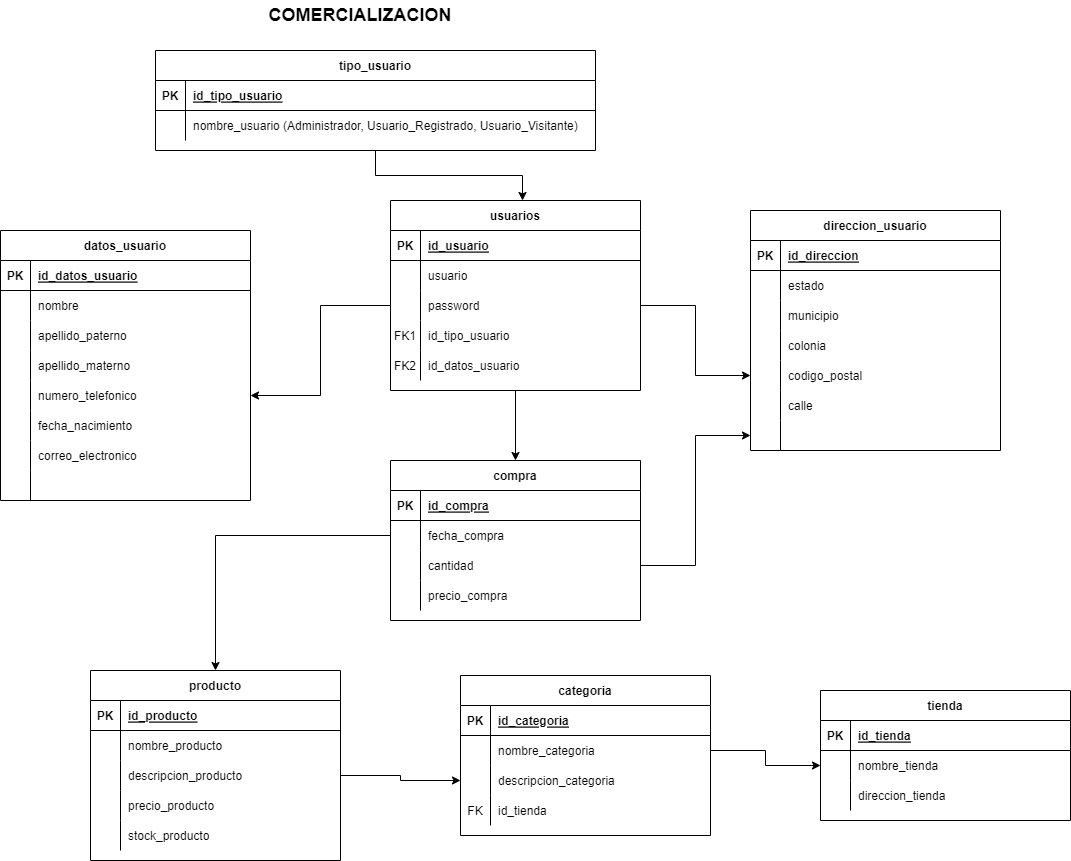 COMERCIALIZACION
tipo_usuario
PK id_tipo_usuario
nombre_usuario (Administrador, Usuario_Registrado, Usuario_Visitante)
usuarios
PK id_usuario
usuario
password
FK1 id_tipo_usuario
FK2 id_datos_usuario
direccion_usuario
PK id_direccion
estado
municipio
colonia
codigo_postal
calle
datos_usuario
PK id_datos_usuario
nombre
apellido_paterno
apellido_materno
numero_telefonico
fecha_nacimiento
correo_electronico
compra
PK id_compra
fecha_compra
cantidad
precio_compra
producto
PK id_producto
nombre_producto
descripcion_producto
precio_producto
stock_producto
categoria
PK id_categoria
nombre_categoria
descripcion_categoria
FK id_tienda
tienda
PK id_tienda
nombre_tienda
direccion_tienda